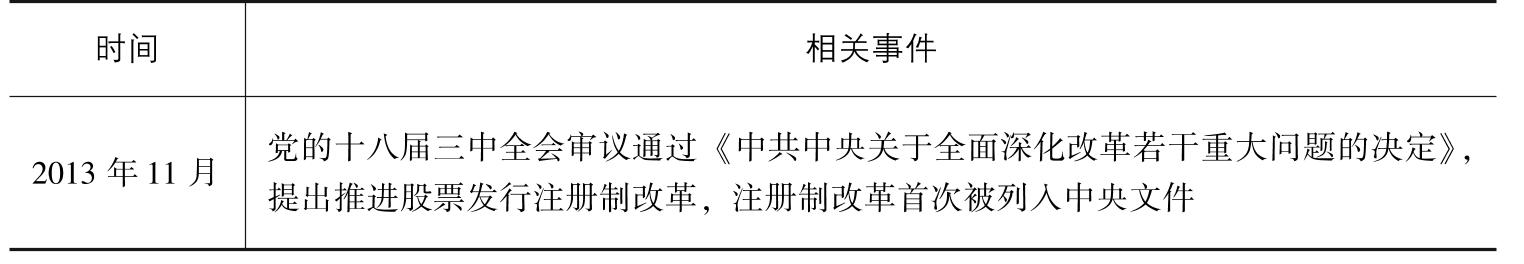 时间 相关事件
2013 年 11 月
党的十八届三中全会审议通过《中共中央关于全面深化改革若干重大问题的决定》,
提出推进股票发行注册制改革，注册制改革首次被列入中央文件